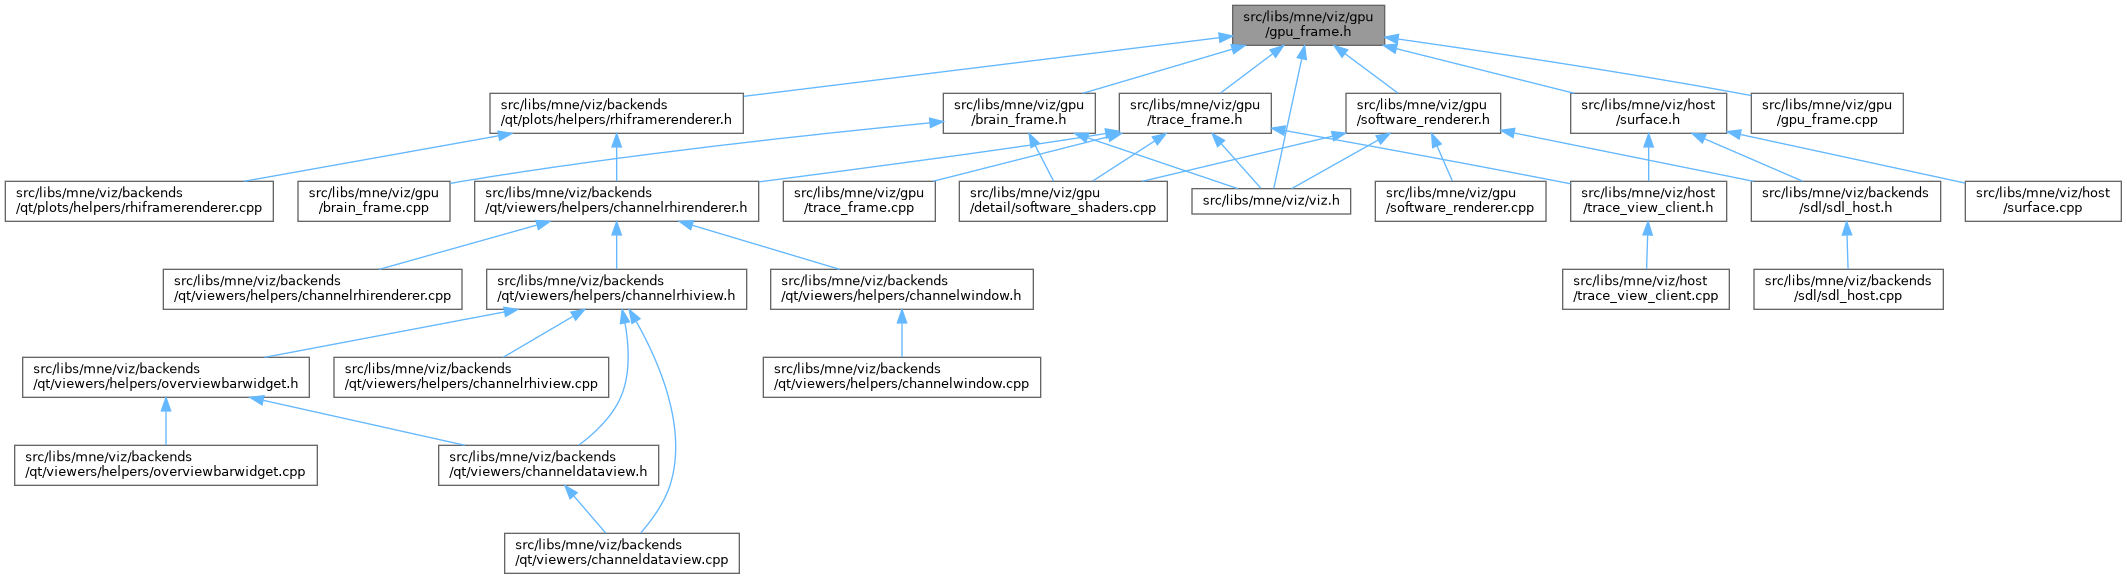 src/libs/mne/viz/gpu
/gpu_frame.h
src/libs/mne/viz/backends
/qt/plots/helpers/rhiframerenderer.h
src/libs/mne/viz/gpu
/brain_frame.h
src/libs/mne/viz/gpu
/trace_frame.h
src/libs/mne/viz/gpu
/software_renderer.h
src/libs/mne/viz/host
/surface.h
src/libs/mne/viz/gpu
/gpu_frame.cpp
src/libs/mne/viz/backends
/qt/plots/helpers/rhiframerenderer.cpp
src/libs/mne/viz/gpu
/brain_frame.cpp
src/libs/mne/viz/backends
/qt/viewers/helpers/channelrhirenderer.h
src/libs/mne/viz/gpu
/trace_frame.cpp
src/libs/mne/viz/gpu
/detail/software_shaders.cpp
src/libs/mne/viz/viz.h
src/libs/mne/viz/gpu
/software_renderer.cpp
src/libs/mne/viz/host
/trace_view_client.h
src/libs/mne/viz/backends
/sdl/sdl_host.h
src/libs/mne/viz/host
/surface.cpp
src/libs/mne/viz/backends
/qt/viewers/helpers/channelrhirenderer.cpp
src/libs/mne/viz/backends
/qt/viewers/helpers/channelrhiview.h
src/libs/mne/viz/backends
/qt/viewers/helpers/channelwindow.h
src/libs/mne/viz/host
/trace_view_client.cpp
src/libs/mne/viz/backends
/sdl/sdl_host.cpp
src/libs/mne/viz/backends
/qt/viewers/helpers/overviewbarwidget.h
src/libs/mne/viz/backends
/qt/viewers/helpers/channelrhiview.cpp
src/libs/mne/viz/backends
/qt/viewers/helpers/channelwindow.cpp
src/libs/mne/viz/backends
/qt/viewers/helpers/overviewbarwidget.cpp
src/libs/mne/viz/backends
/qt/viewers/channeldataview.h
src/libs/mne/viz/backends
/qt/viewers/channeldataview.cpp